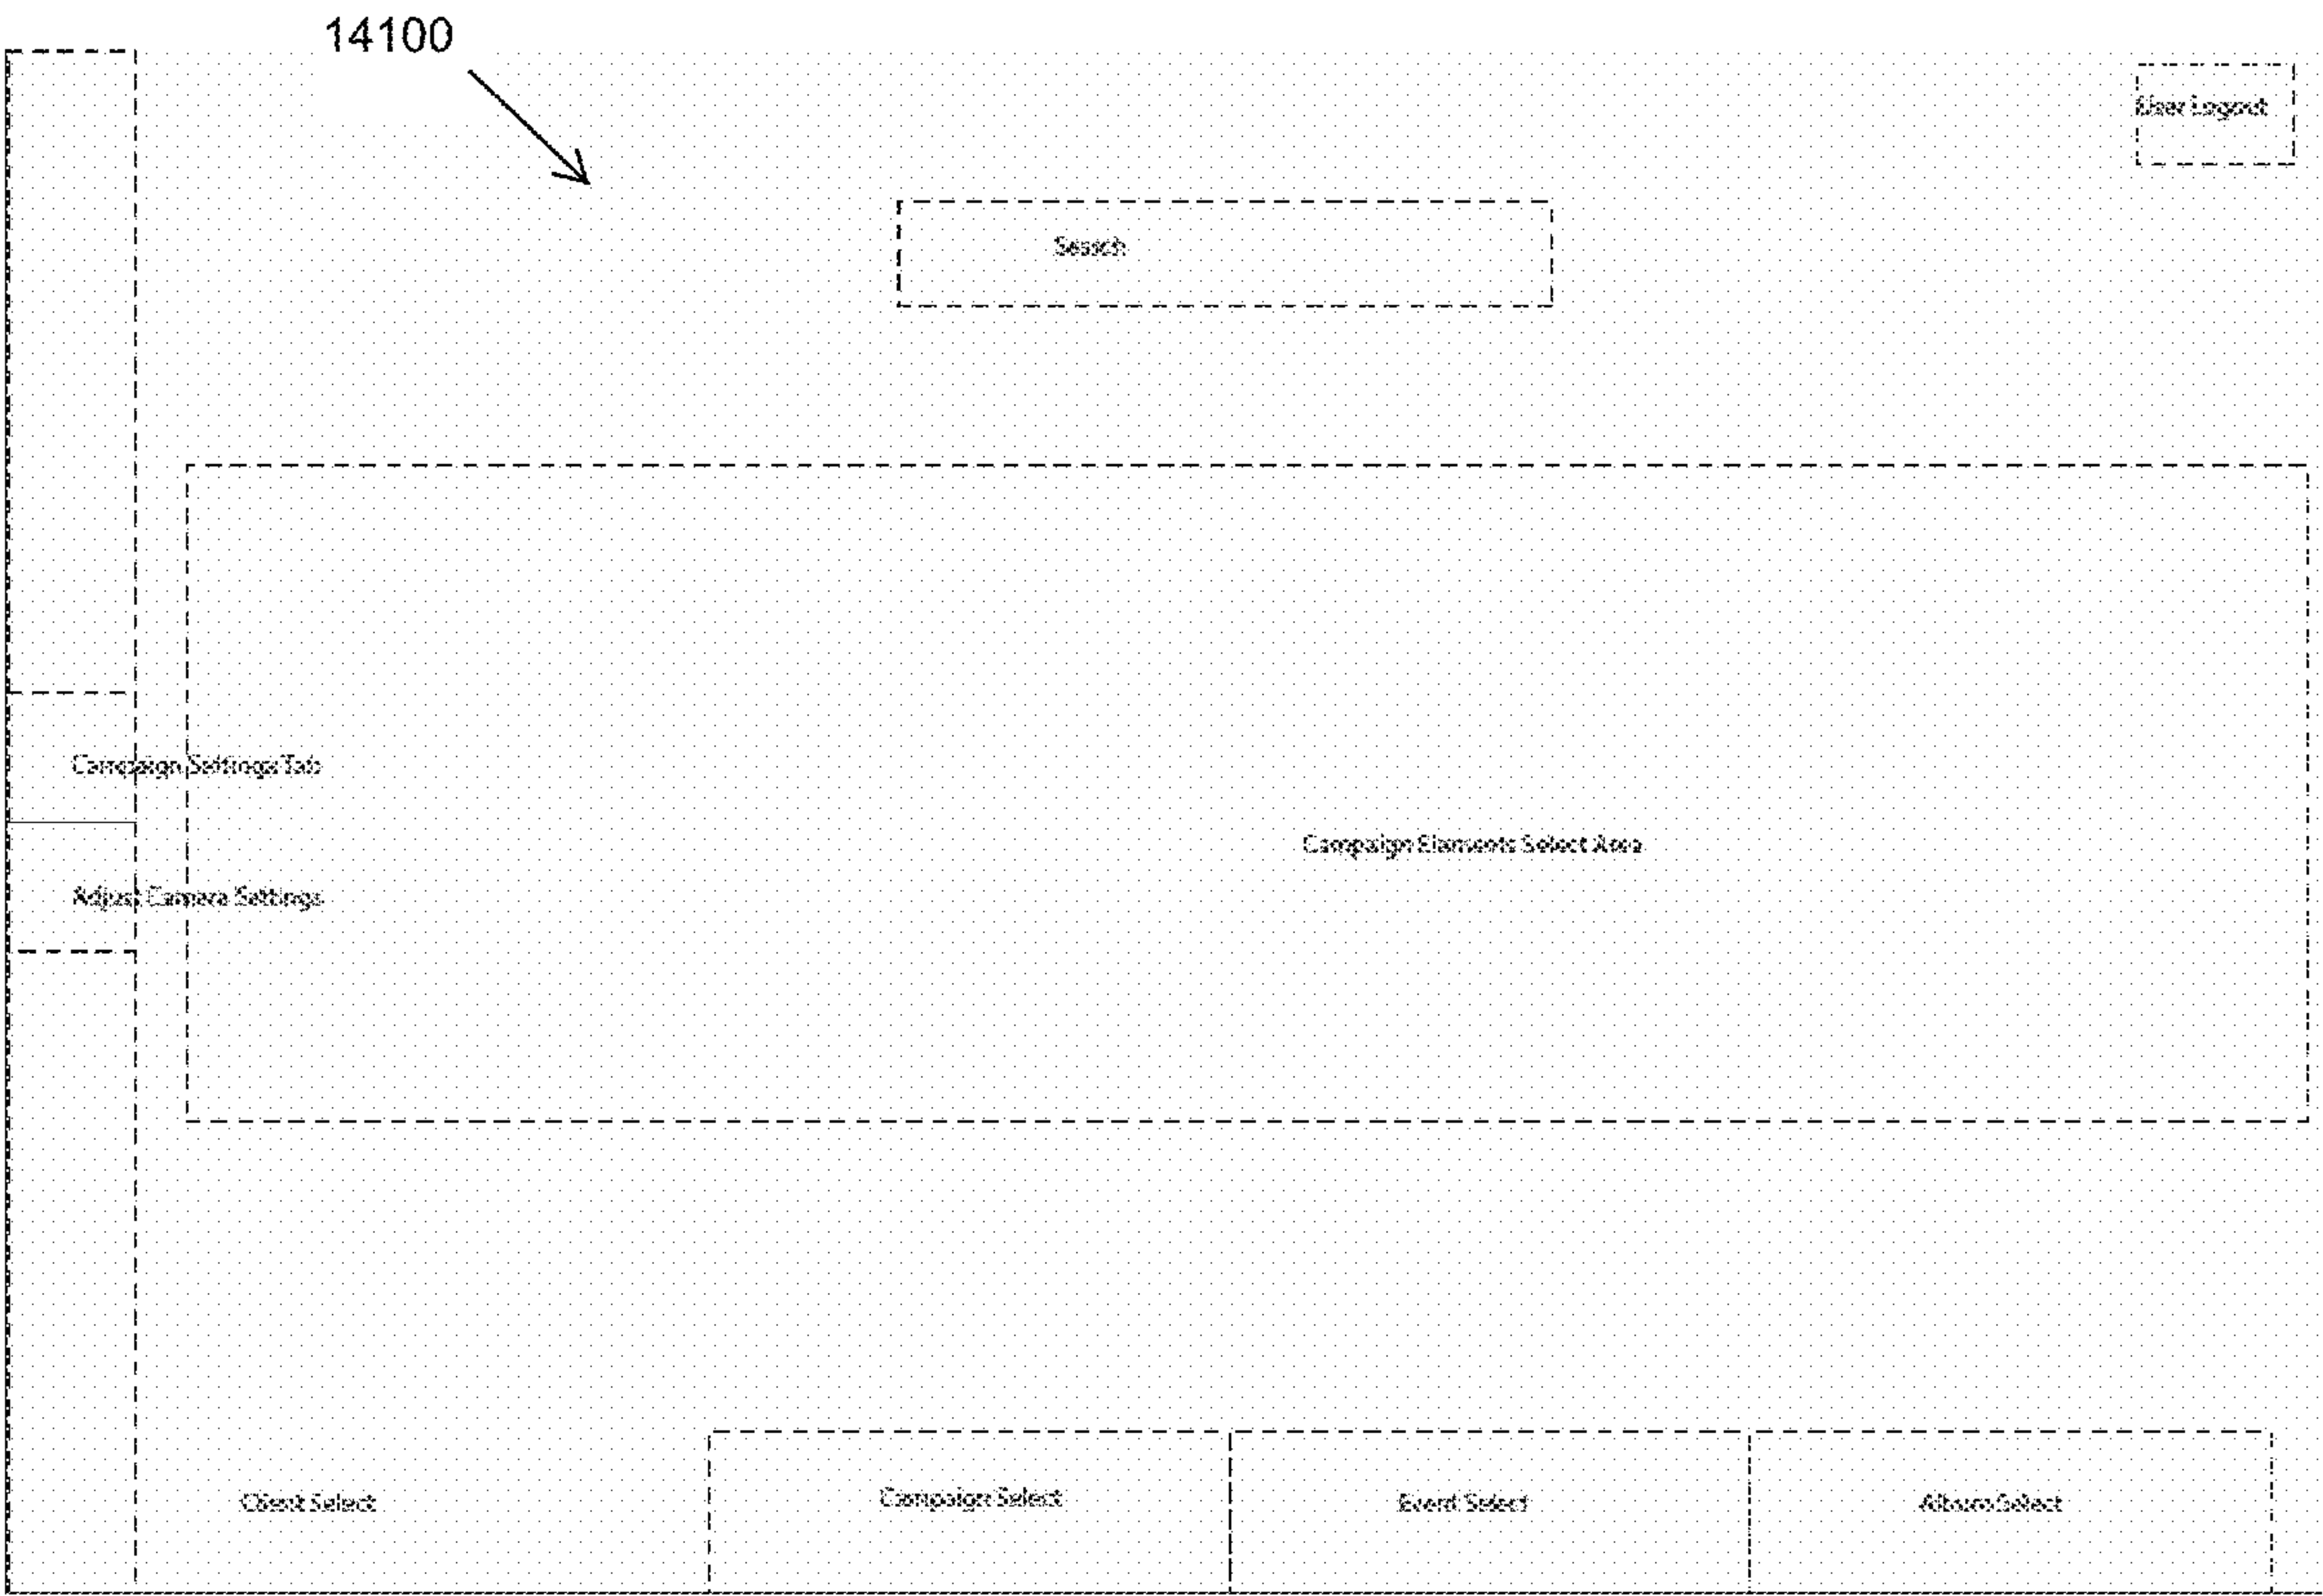 14100
User Logout
Search
Campaign Settings Tab
Campaign Elements Select Area
Adjust Camera Settings
Client Select
Campaign Select
Event Select
Album Select